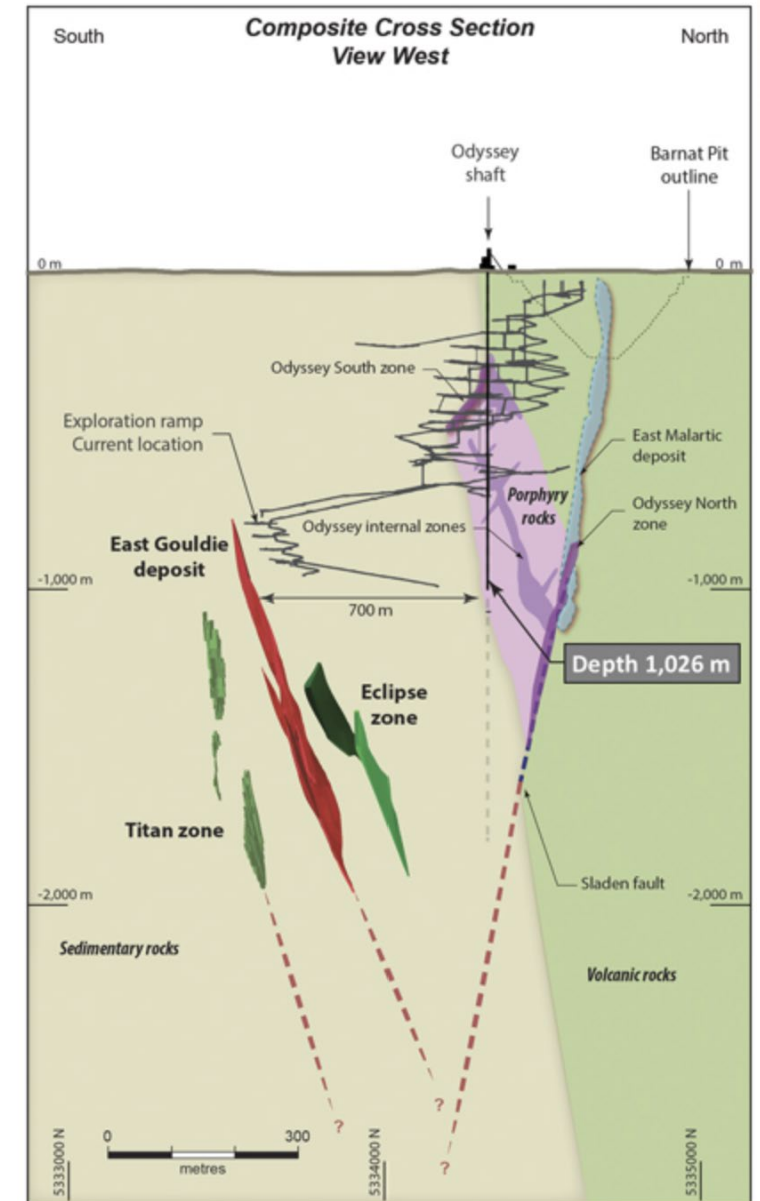 Composite Cross Section
View West
South
North
Odyssey
shaft
Barnat Pit
outline
0 m
0 m
Odyssey South zone
Exploration ramp
Current location
East Malartic
deposit
Porphyry
rocks
Odyssey North
zone
Odyssey internal zones
East Gouldie
deposit
-1,000 m
-1,000 m
700 m
Depth 1,026 m
Eclipse
zone
Titan zone
Sladen fault
-2,000 m
-2,000 m
Sedimentary rocks
Volcanic rocks
?
?
?
0
300
metres
5333000 N
5334000 N
5335000 N